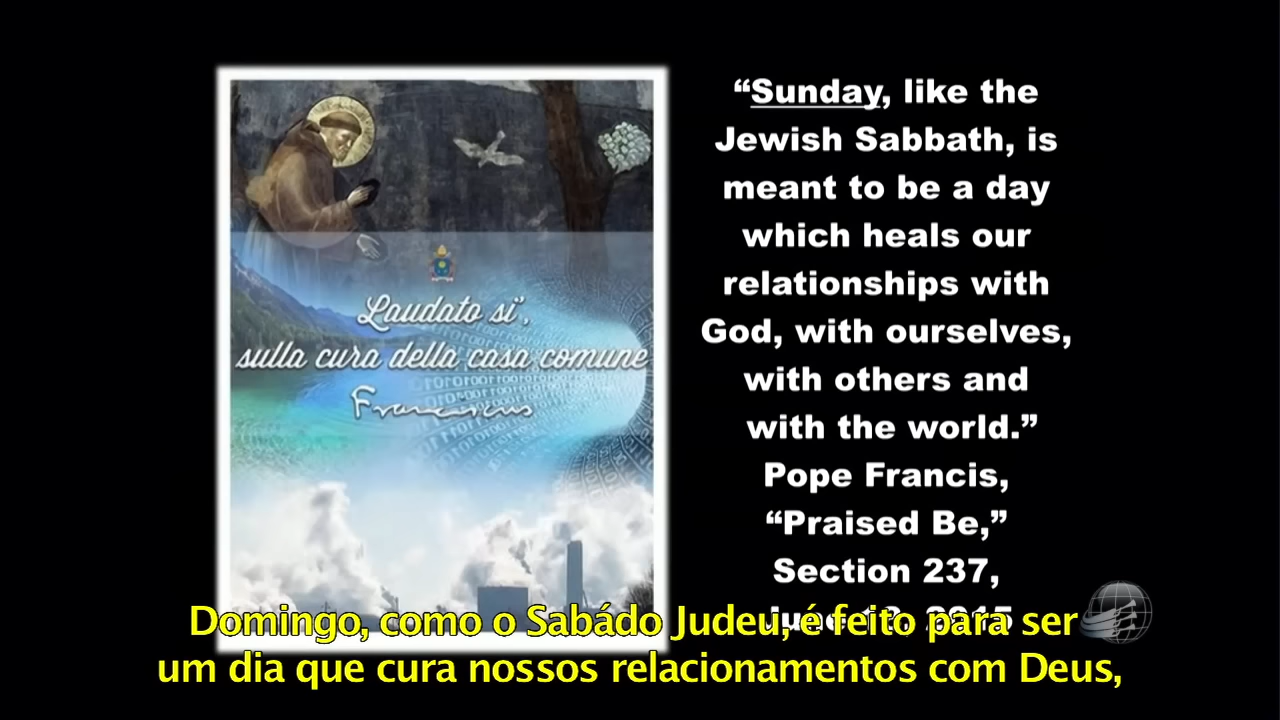 “Sunday, like the
Jewish Sabbath, is
meant to be a day
which heals our
relationships with
God, with ourselves,
with others and
with the world.”
Pope Francis,
“Praised Be,”
Section 237,
2015
Laudato si’,
sulla cura della casa comune
Franciscus
Domingo, como o Sabádo Judeu, é feito para ser
um dia que cura nossos relacionamentos com Deus,